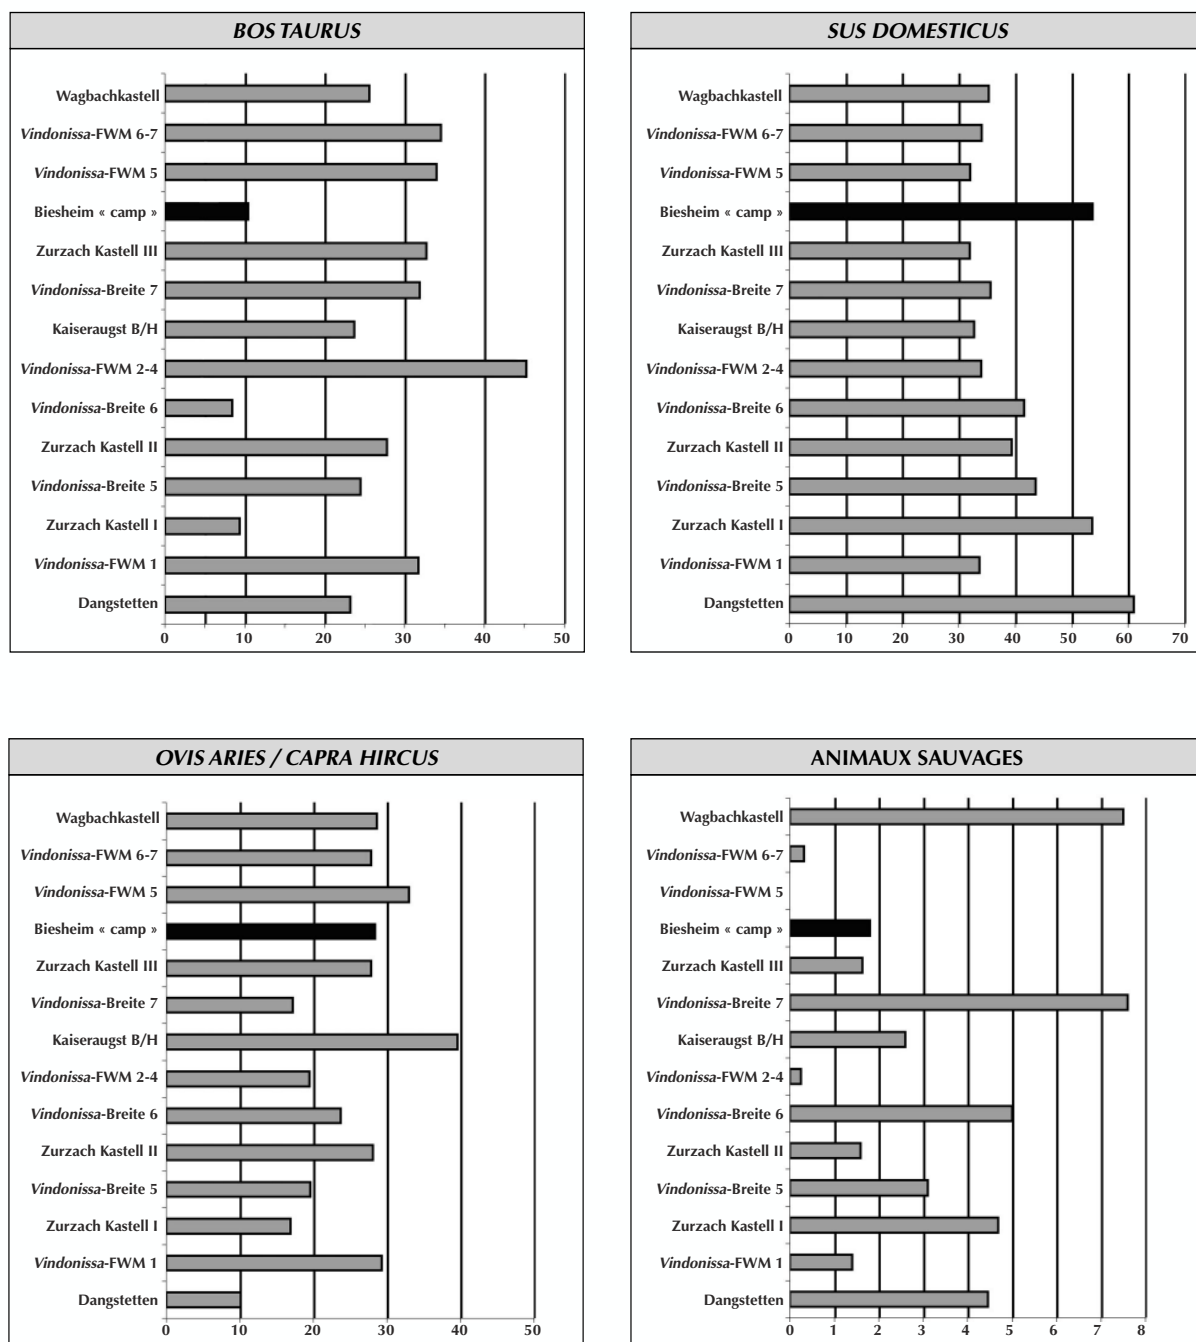 BOS TAURUS
Wagbachkastell
Vindonissa-FWM 6-7
Vindonissa-FWM 5
Biesheim « camp »
Zurzach Kastell III
Vindonissa-Breite 7
Kaiseraugst B/H
Vindonissa-FWM 2-4
Vindonissa-Breite 6
Zurzach Kastell II
Vindonissa-Breite 5
Zurzach Kastell I
Vindonissa-FWM 1
Dangstetten
0 10 20 30 40 50
SUS DOMESTICUS
Wagbachkastell
Vindonissa-FWM 6-7
Vindonissa-FWM 5
Biesheim « camp »
Zurzach Kastell III
Vindonissa-Breite 7
Kaiseraugst B/H
Vindonissa-FWM 2-4
Vindonissa-Breite 6
Zurzach Kastell II
Vindonissa-Breite 5
Zurzach Kastell I
Vindonissa-FWM 1
Dangstetten
0 10 20 30 40 50 60 70
OVIS ARIES / CAPRA HIRCUS
Wagbachkastell
Vindonissa-FWM 6-7
Vindonissa-FWM 5
Biesheim « camp »
Zurzach Kastell III
Vindonissa-Breite 7
Kaiseraugst B/H
Vindonissa-FWM 2-4
Vindonissa-Breite 6
Zurzach Kastell II
Vindonissa-Breite 5
Zurzach Kastell I
Vindonissa-FWM 1
Dangstetten
0 10 20 30 40 50
ANIMAUX SAUVAGES
Wagbachkastell
Vindonissa-FWM 6-7
Vindonissa-FWM 5
Biesheim « camp »
Zurzach Kastell III
Vindonissa-Breite 7
Kaiseraugst B/H
Vindonissa-FWM 2-4
Vindonissa-Breite 6
Zurzach Kastell II
Vindonissa-Breite 5
Zurzach Kastell I
Vindonissa-FWM 1
Dangstetten
0 1 2 3 4 5 6 7 8